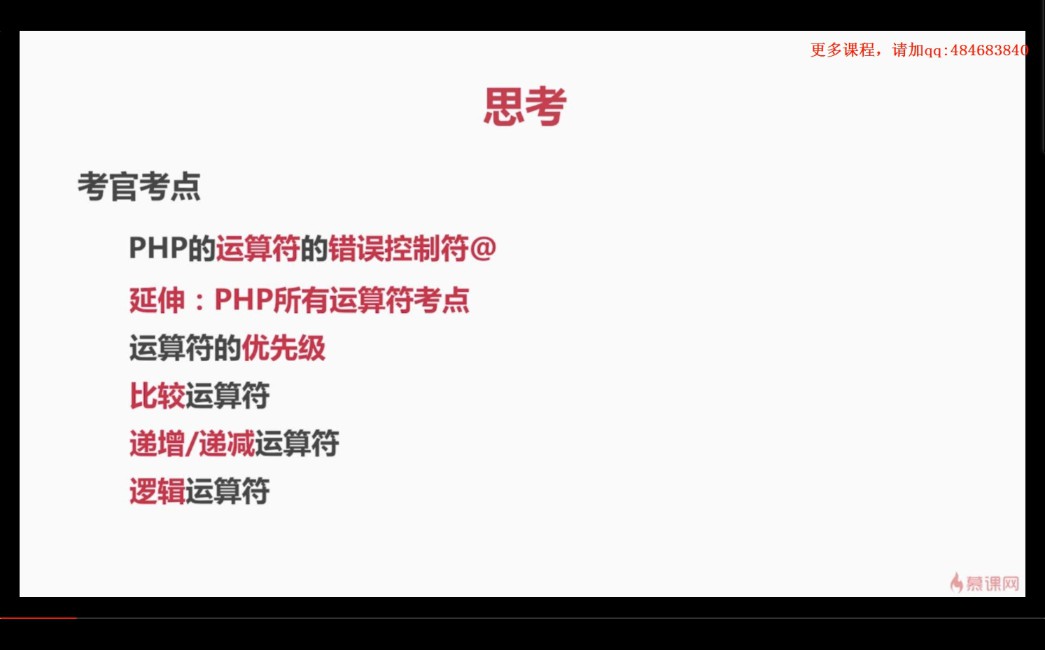 更多课程，请加qq:484683840
思考
考官考点
PHP的运算符的错误控制符@
延伸：PHP所有运算符考点
运算符的优先级
比较运算符
递增/递减运算符
逻辑运算符
慕课网